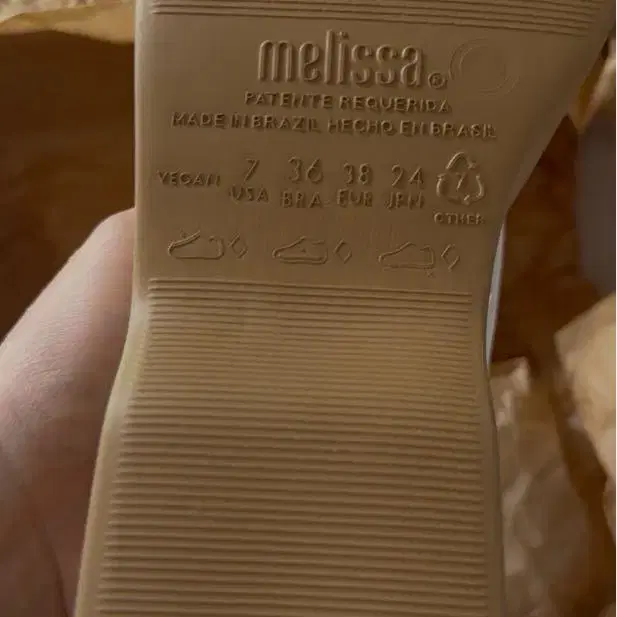 melissa®
PATENTE REQUERIDA
MADE IN BRAZIL HECHO EN BRASIL
VEGAN 7 36 38 24 7
USA BRA EUR JPN
OTHER